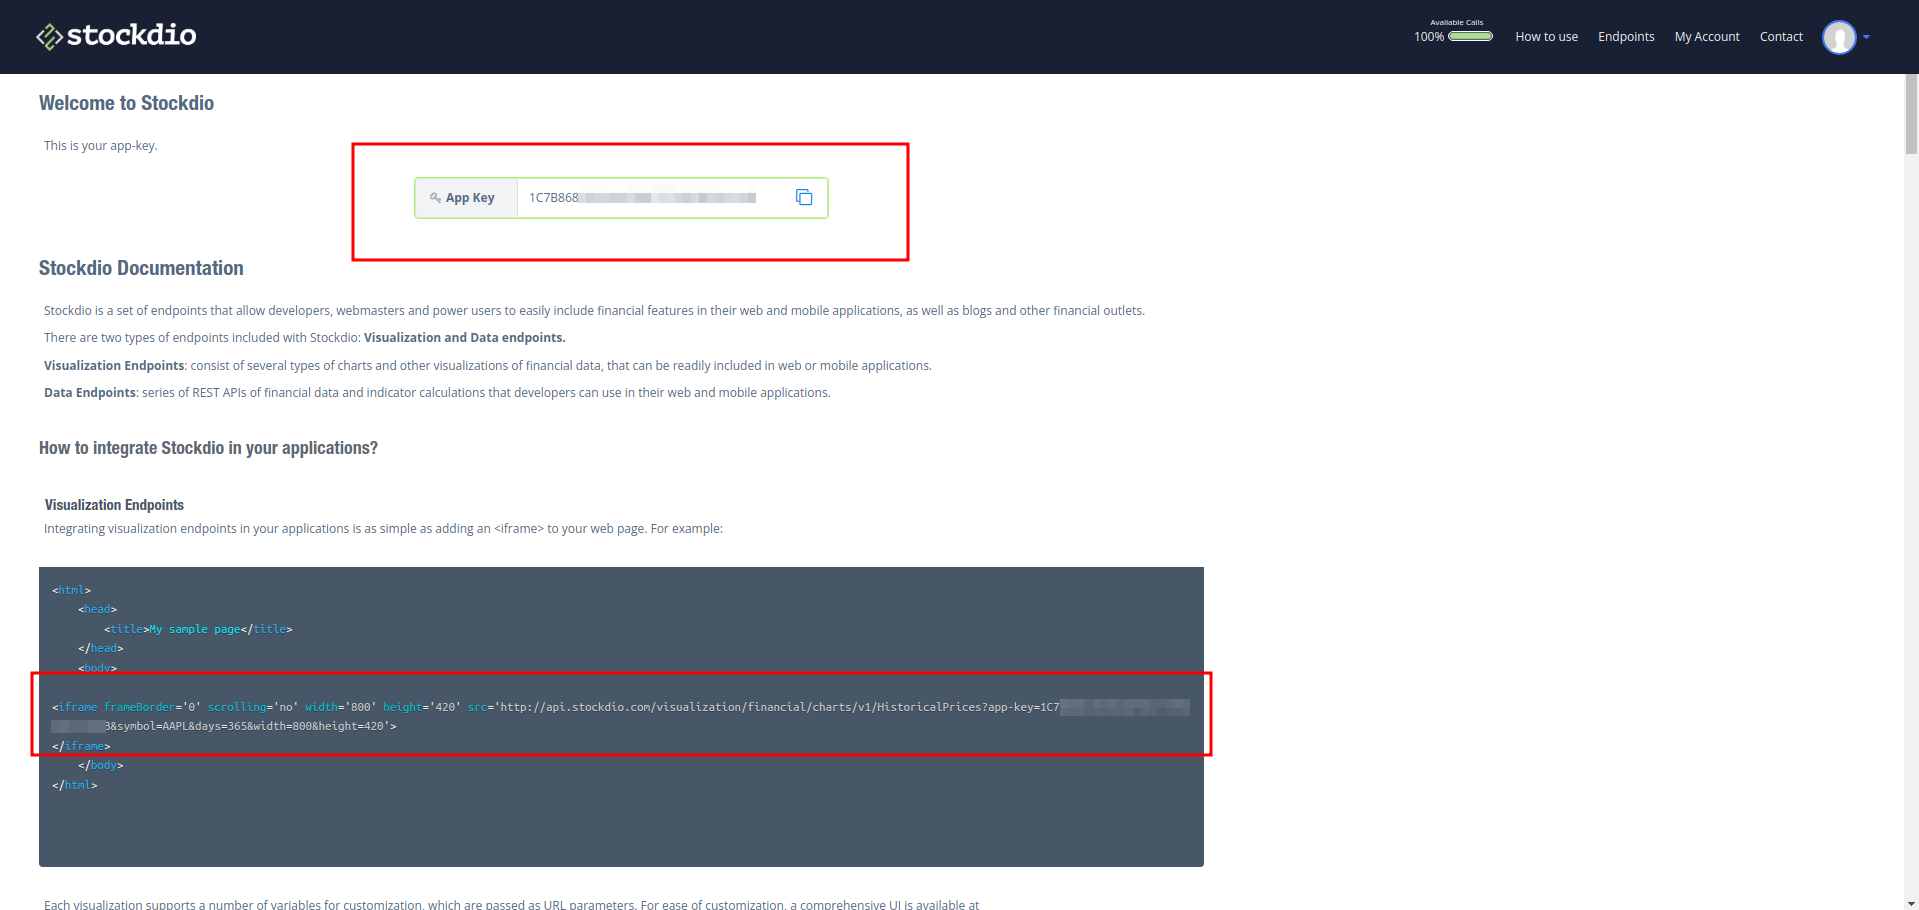 stockdio
Available Calls
100%
How to use
Endpoints
My Account
Contact
Welcome to Stockdio
This is your app-key.
App Key
1C7B868
Stockdio Documentation
Stockdio is a set of endpoints that allow developers, webmasters and power users to easily include financial features in their web and mobile applications, as well as blogs and other financial outlets.
There are two types of endpoints included with Stockdio: Visualization and Data endpoints.
Visualization Endpoints: consist of several types of charts and other visualizations of financial data, that can be readily included in web or mobile applications.
Data Endpoints: series of REST APIs of financial data and indicator calculations that developers can use in their web and mobile applications.
How to integrate Stockdio in your applications?
Visualization Endpoints
Integrating visualization endpoints in your applications is as simple as adding an <iframe> to your web page. For example:
<html>
<head>
<title>My sample page</title>
</head>
<body>
<iframe frameBorder='0' scrolling='no' width='800' height='420' src='http://api.stockdio.com/visualization/financial/charts/v1/HistoricalPrices?app-key=1C7
3&symbol=AAPL&days=365&width=800&height=420'>
</iframe>
</body>
</html>
Each visualization supports a number of variables for customization, which are passed as URL parameters. For ease of customization, a comprehensive UI is available at